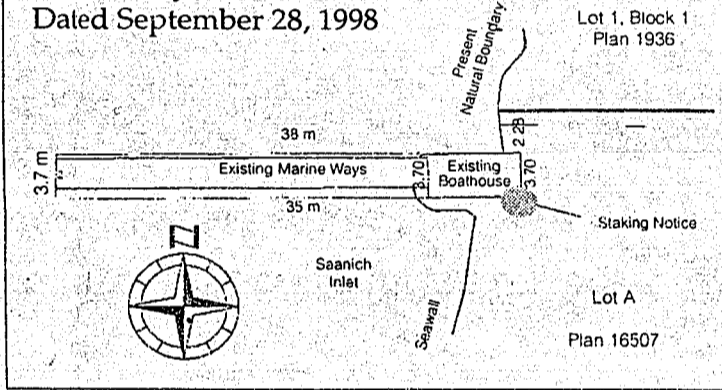 Dated September 28, 1998
Lot 1, Block 1
Plan 1936
Present
Natural Boundary
38 m
2.28
3.7 m
Existing Marine Ways
3.70
Existing
Boathouse
3.70
35 m
Staking Notice
N
Saanich
Inlet
Seawall
Lot A
Plan 16507